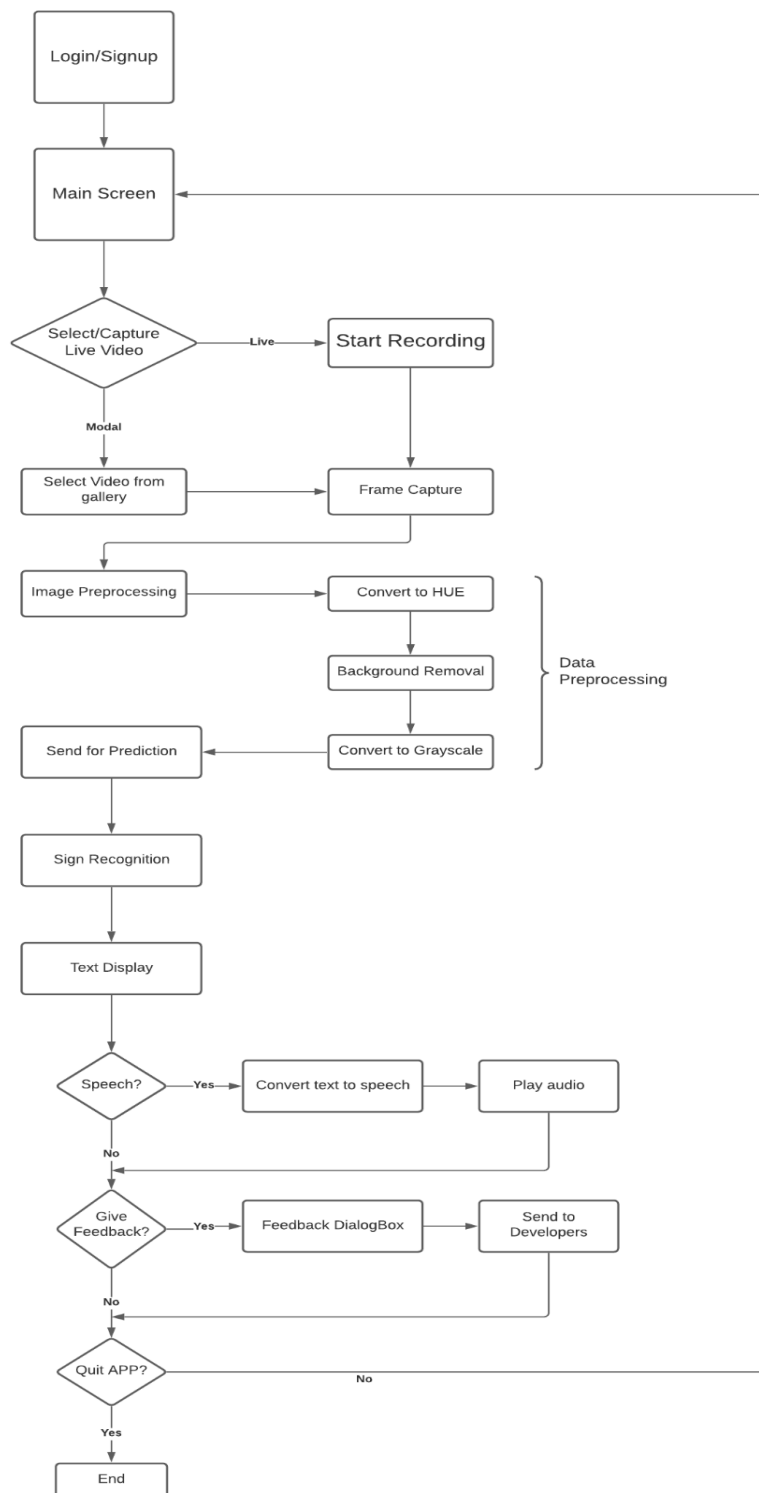 Login/Signup
Main Screen
Select/Capture
Live Video
Live
Start Recording
Modal
Select Video from
gallery
Frame Capture
Image Preprocessing
Convert to HUE
Background Removal
Data
Preprocessing
Send for Prediction
Convert to Grayscale
Sign Recognition
Text Display
Speech?
Yes
Convert text to speech
Play audio
No
Give
Feedback?
Yes
Feedback DialogBox
Send to
Developers
No
Quit APP?
No
Yes
End